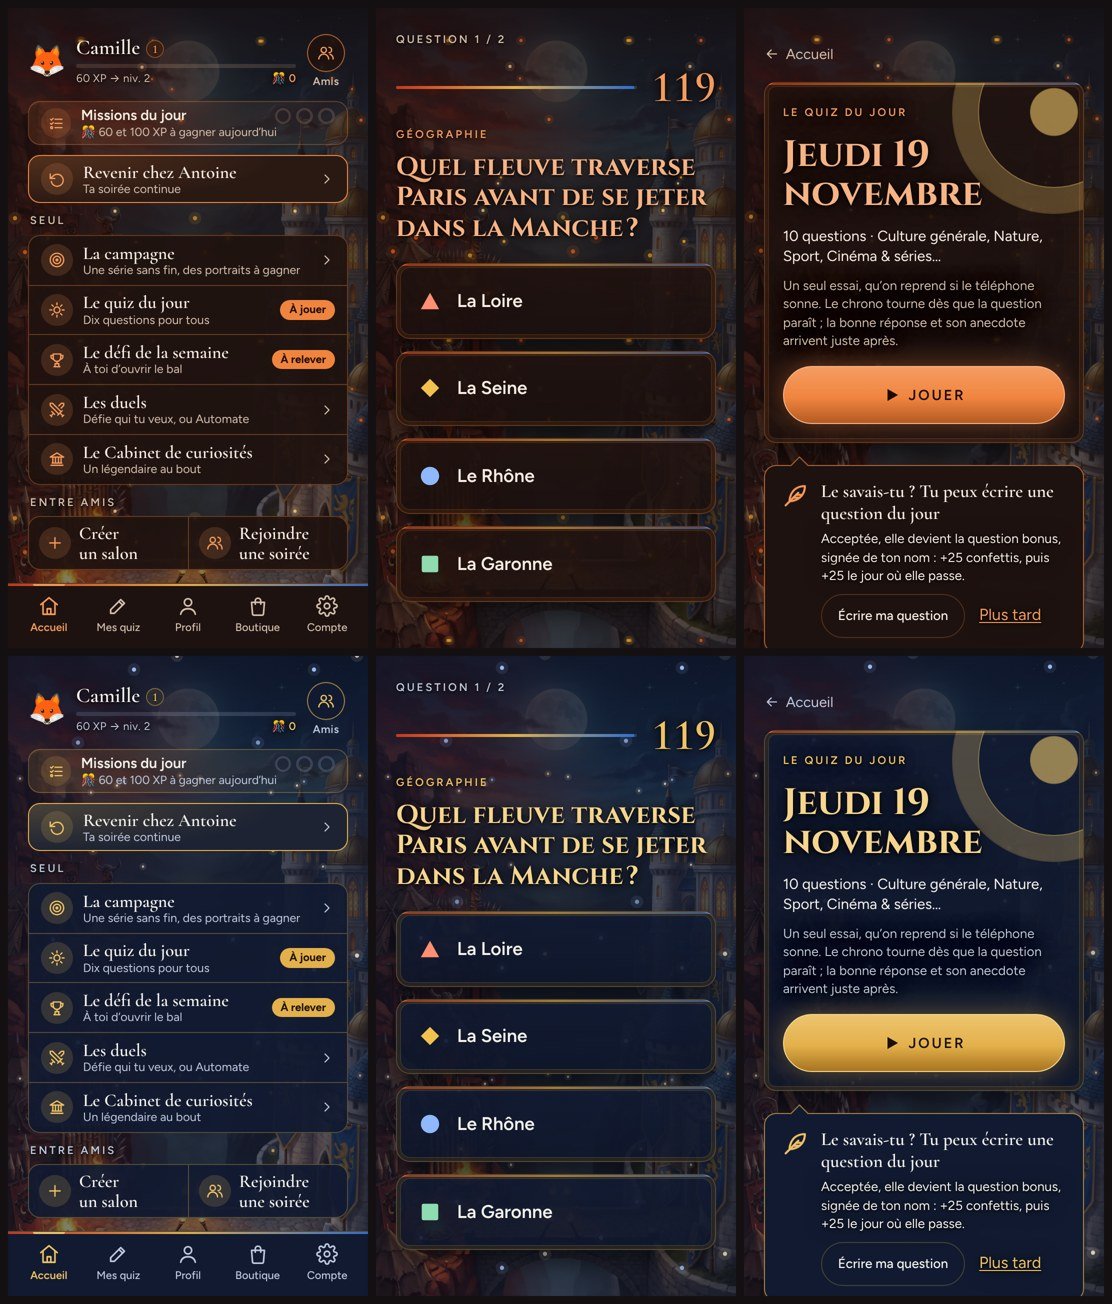 Camille 1
60 XP → niv. 2
🎊 0
Amis
Missions du jour
🎊 60 et 100 XP à gagner aujourd'hui
Revenir chez Antoine
Ta soirée continue
SEUL
La campagne
Une série sans fin, des portraits à gagner
Le quiz du jour
Dix questions pour tous
À jouer
Le défi de la semaine
À toi d'ouvrir le bal
À relever
Les duels
Défie qui tu veux, ou Automate
Le Cabinet de curiosités
Un légendaire au bout
ENTRE AMIS
Créer
un salon
Rejoindre
une soirée
Accueil
Mes quiz
Profil
Boutique
Compte
QUESTION 1 / 2
119
GÉOGRAPHIE
Quel fleuve traverse
Paris avant de se jeter
dans la Manche ?
La Loire
La Seine
Le Rhône
La Garonne
← Accueil
LE QUIZ DU JOUR
Jeudi 19
novembre
10 questions · Culture générale, Nature,
Sport, Cinéma & séries…
Un seul essai, qu'on reprend si le téléphone
sonne. Le chrono tourne dès que la question
paraît ; la bonne réponse et son anecdote
arrivent juste après.
▶ JOUER
Le savais-tu ? Tu peux écrire une
question du jour
Acceptée, elle devient la question bonus,
signée de ton nom : +25 confettis, puis
+25 le jour où elle passe.
Écrire ma question
Plus tard
Camille 1
60 XP → niv. 2
🎊 0
Amis
Missions du jour
🎊 60 et 100 XP à gagner aujourd'hui
Revenir chez Antoine
Ta soirée continue
SEUL
La campagne
Une série sans fin, des portraits à gagner
Le quiz du jour
Dix questions pour tous
À jouer
Le défi de la semaine
À toi d'ouvrir le bal
À relever
Les duels
Défie qui tu veux, ou Automate
Le Cabinet de curiosités
Un légendaire au bout
ENTRE AMIS
Créer
un salon
Rejoindre
une soirée
Accueil
Mes quiz
Profil
Boutique
Compte
QUESTION 1 / 2
119
GÉOGRAPHIE
Quel fleuve traverse
Paris avant de se jeter
dans la Manche ?
La Loire
La Seine
Le Rhône
La Garonne
← Accueil
LE QUIZ DU JOUR
Jeudi 19
novembre
10 questions · Culture générale, Nature,
Sport, Cinéma & séries…
Un seul essai, qu'on reprend si le téléphone
sonne. Le chrono tourne dès que la question
paraît ; la bonne réponse et son anecdote
arrivent juste après.
▶ JOUER
Le savais-tu ? Tu peux écrire une
question du jour
Acceptée, elle devient la question bonus,
signée de ton nom : +25 confettis, puis
+25 le jour où elle passe.
Écrire ma question
Plus tard